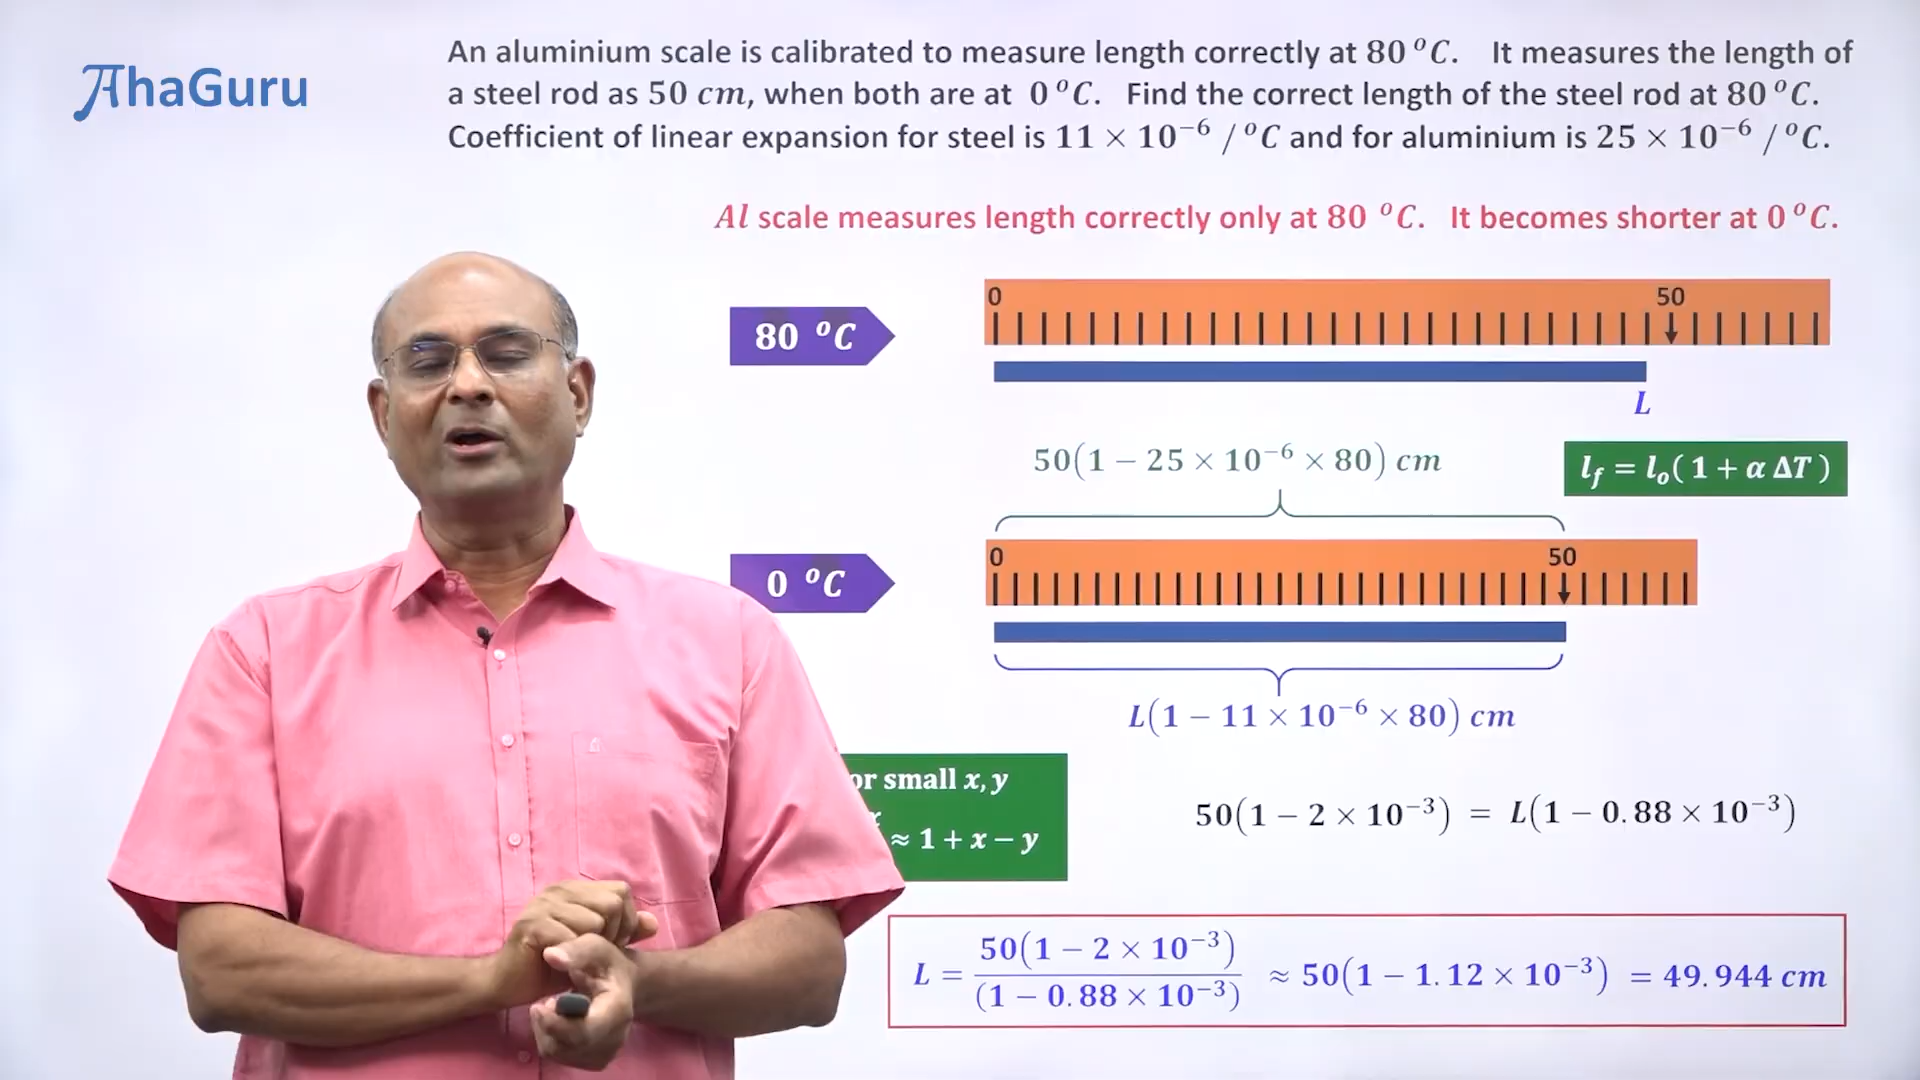 AhaGuru
An aluminium scale is calibrated to measure length correctly at 80 °C. It measures the length of
a steel rod as 50 cm, when both are at 0 °C. Find the correct length of the steel rod at 80 °C.
Coefficient of linear expansion for steel is 11 × 10⁻⁶ / °C and for aluminium is 25 × 10⁻⁶ / °C.
Al scale measures length correctly only at 80 °C. It becomes shorter at 0 °C.
0 50
80 °C
L
50(1 − 25 × 10⁻⁶ × 80) cm
l_f = l_o( 1 + α ΔT )
0 50
0 °C
L(1 − 11 × 10⁻⁶ × 80) cm
small x, y
≈ 1 + x − y
50(1 − 2 × 10⁻³) = L(1 − 0.88 × 10⁻³)
L = 50(1 − 2 × 10⁻³) / (1 − 0.88 × 10⁻³) ≈ 50(1 − 1.12 × 10⁻³) = 49.944 cm